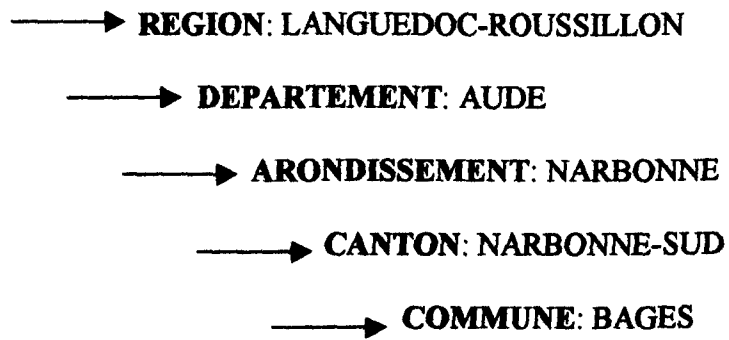 REGION: LANGUEDOC-ROUSSILLON
DEPARTEMENT: AUDE
ARONDISSEMENT: NARBONNE
CANTON: NARBONNE-SUD
COMMUNE: BAGES